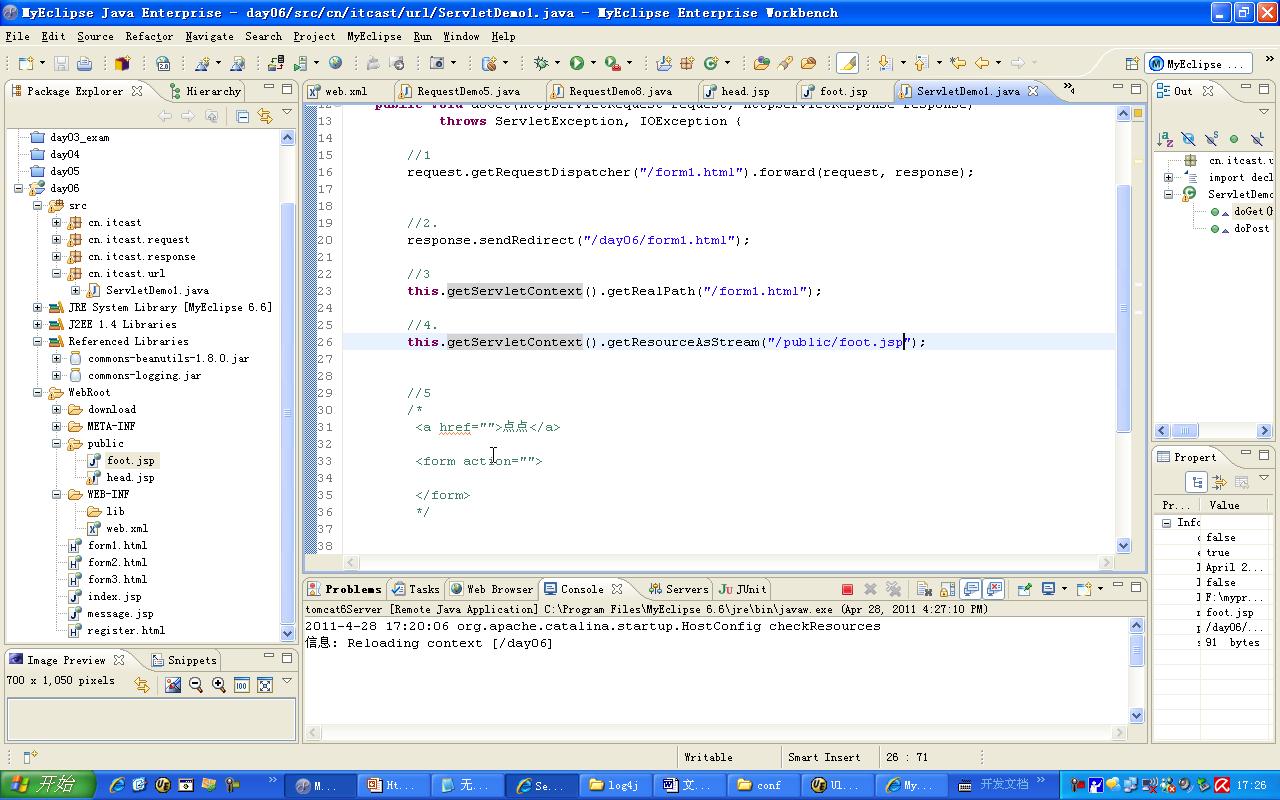 MyEclipse Java Enterprise - day06/src/cn/itcast/url/ServletDemo1.java - MyEclipse Enterprise Workbench
File Edit Source Refactor Navigate Search Project MyEclipse Run Window Help
MyEclipse ...
Package Explorer Hierarchy
web.xml RequestDemo5.java RequestDemo8.java head.jsp foot.jsp ServletDemo1.java
Out
day03_exam
day04
day05
day06
src
cn.itcast
cn.itcast.request
cn.itcast.response
cn.itcast.url
ServletDemo1.java
JRE System Library [MyEclipse 6.6]
J2EE 1.4 Libraries
Referenced Libraries
commons-beanutils-1.8.0.jar
commons-logging.jar
WebRoot
download
META-INF
public
foot.jsp
head.jsp
WEB-INF
lib
web.xml
form1.html
form2.html
form3.html
index.jsp
message.jsp
register.html
12 public void doGet(HttpServletRequest request, HttpServletResponse response)
13 throws ServletException, IOException {
14
15 //1
16 request.getRequestDispatcher("/form1.html").forward(request, response);
17
18
19 //2.
20 response.sendRedirect("/day06/form1.html");
21
22 //3
23 this.getServletContext().getRealPath("/form1.html");
24
25 //4.
26 this.getServletContext().getResourceAsStream("/public/foot.jsp");
27
28
29 //5
30 /*
31 <a href="">点点</a>
32
33 <form action="">
34
35 </form>
36 */
37
38
cn.itcast.u
import decl
ServletDemo
doGet(H
doPost
Propert
Pr... Value
Info
false
true
April 2...
false
F:\mypr...
foot.jsp
/day06/...
91 bytes
Image Preview Snippets
700 x 1,050 pixels
Problems Tasks Web Browser Console Servers JUnit
tomcat6Server [Remote Java Application] C:\Program Files\MyEclipse 6.6\jre\bin\javaw.exe (Apr 28, 2011 4:27:10 PM)
2011-4-28 17:20:06 org.apache.catalina.startup.HostConfig checkResources
信息: Reloading context [/day06]
Writable Smart Insert 26 : 71
开始 M... Ht... 无... Se... log4j 文... conf Ul... My... 开发文档 17:26